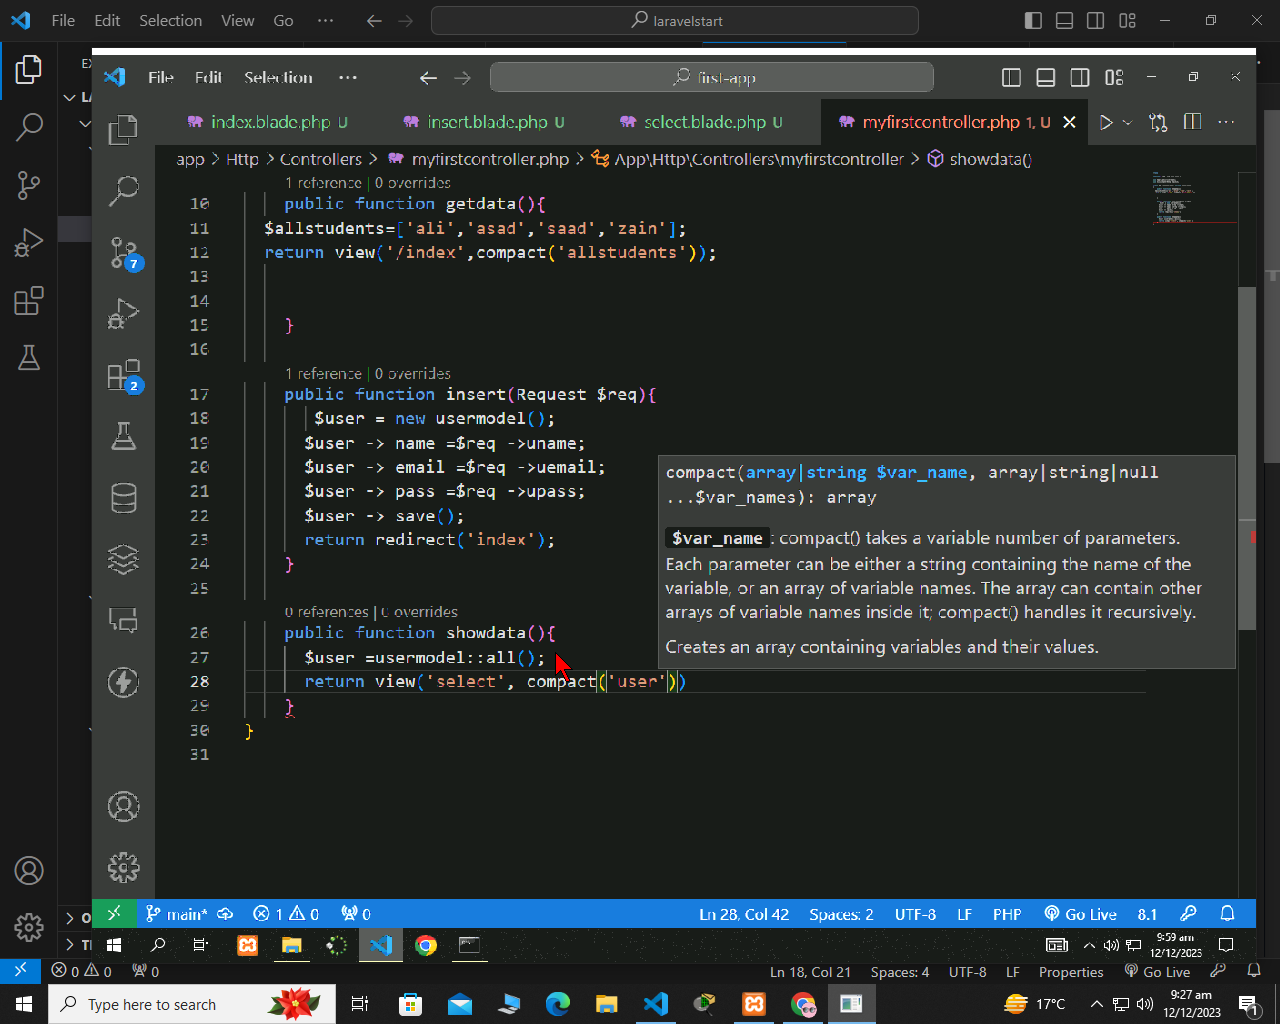 File Edit Selection View Go ··· laravelstart
EX
LA
File Edit Selection ··· first-app
index.blade.php U insert.blade.php U select.blade.php U myfirstcontroller.php 1, U
app > Http > Controllers > myfirstcontroller.php > App\Http\Controllers\myfirstcontroller > showdata()
1 reference | 0 overrides
10 public function getdata(){
11 $allstudents=['ali','asad','saad','zain'];
12 return view('/index',compact('allstudents'));
13
14
15 }
16
1 reference | 0 overrides
17 public function insert(Request $req){
18 $user = new usermodel();
19 $user -> name =$req ->uname;
20 $user -> email =$req ->uemail;
21 $user -> pass =$req ->upass;
22 $user -> save();
23 return redirect('index');
24 }
25
0 references | 0 overrides
26 public function showdata(){
27 $user =usermodel::all();
28 return view('select', compact('user'))
29 }
30 }
31
compact(array|string $var_name, array|string|null
...$var_names): array
$var_name: compact() takes a variable number of parameters.
Each parameter can be either a string containing the name of the
variable, or an array of variable names. The array can contain other
arrays of variable names inside it; compact() handles it recursively.
Creates an array containing variables and their values.
7
2
main* 1 0 0 Ln 28, Col 42 Spaces: 2 UTF-8 LF PHP Go Live 8.1
O
TI
9:59 am
12/12/2023
0 0 0 Ln 18, Col 21 Spaces: 4 UTF-8 LF Properties Go Live
Type here to search 17°C 9:27 am
12/12/2023
1